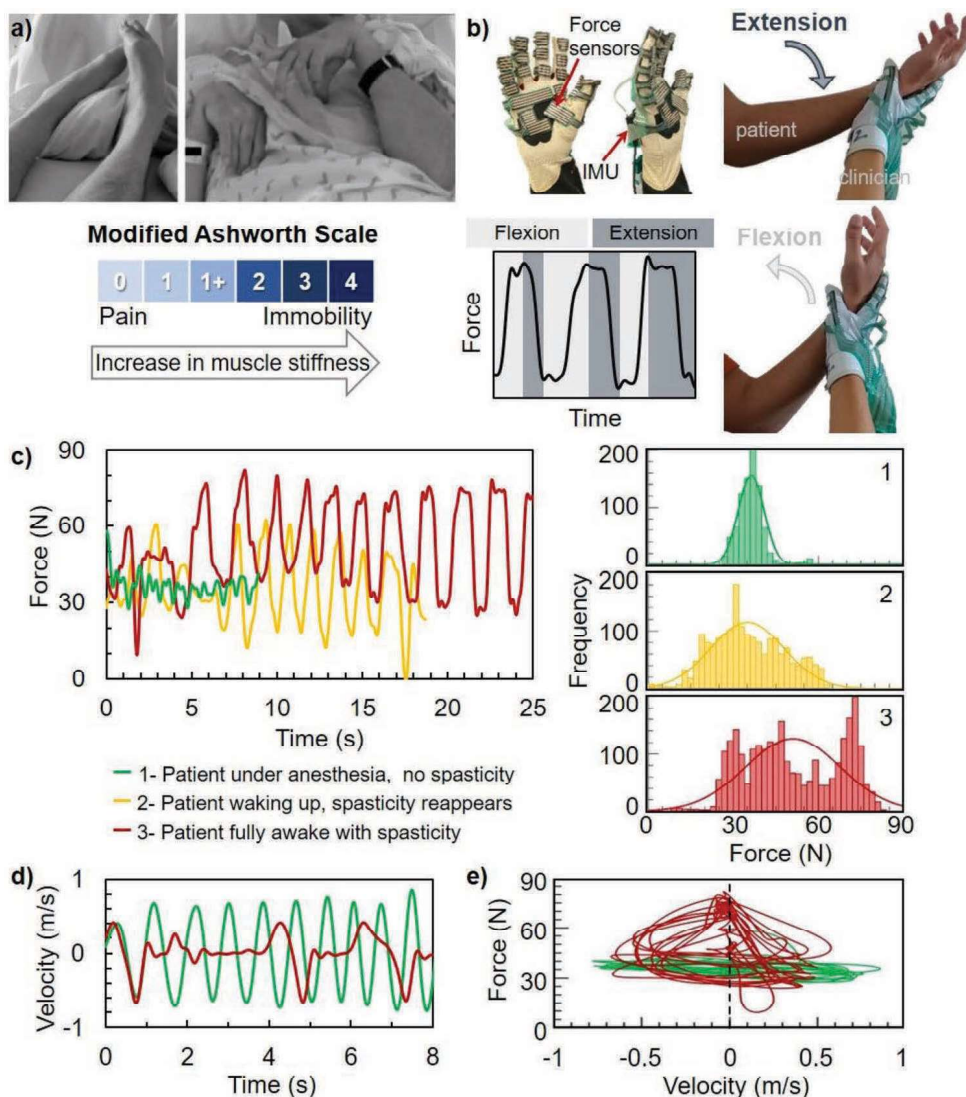 a)
Modified Ashworth Scale
0 1 1+ 2 3 4
Pain Immobility
Increase in muscle stiffness
b)
Force
sensors
IMU
Extension
patient
clinician
Flexion
Flexion Extension
Force
Time
c)
90
60
30
0
Force (N)
0 5 10 15 20 25
Time (s)
1- Patient under anesthesia, no spasticity
2- Patient waking up, spasticity reappears
3- Patient fully awake with spasticity
200
100
0
1
200
100
0
2
200
100
0
3
Frequency
0 30 60 90
Force (N)
d)
1
0
-1
Velocity (m/s)
0 2 4 6 8
Time (s)
e)
90
60
30
0
Force (N)
-1 -0.5 0 0.5 1
Velocity (m/s)